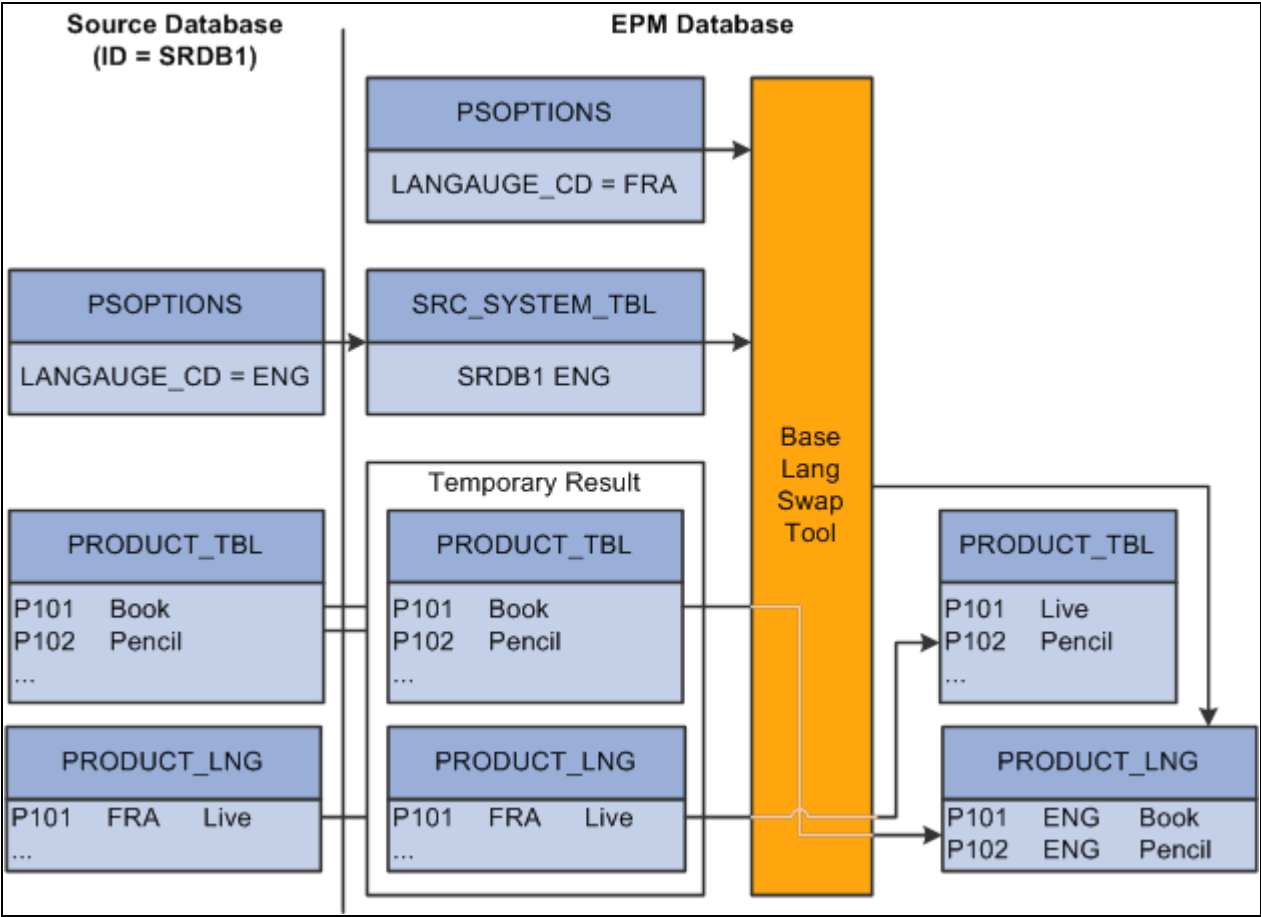 Source Database
(ID = SRDB1)
EPM Database
PSOPTIONS
LANGAUGE_CD = FRA
PSOPTIONS
LANGAUGE_CD = ENG
SRC_SYSTEM_TBL
SRDB1 ENG
Base
Lang
Swap
Tool
Temporary Result
PRODUCT_TBL
P101 Book
P102 Pencil
...
PRODUCT_TBL
P101 Book
P102 Pencil
...
PRODUCT_TBL
P101 Live
P102 Pencil
...
PRODUCT_LNG
P101 FRA Live
...
PRODUCT_LNG
P101 FRA Live
...
PRODUCT_LNG
P101 ENG Book
P102 ENG Pencil